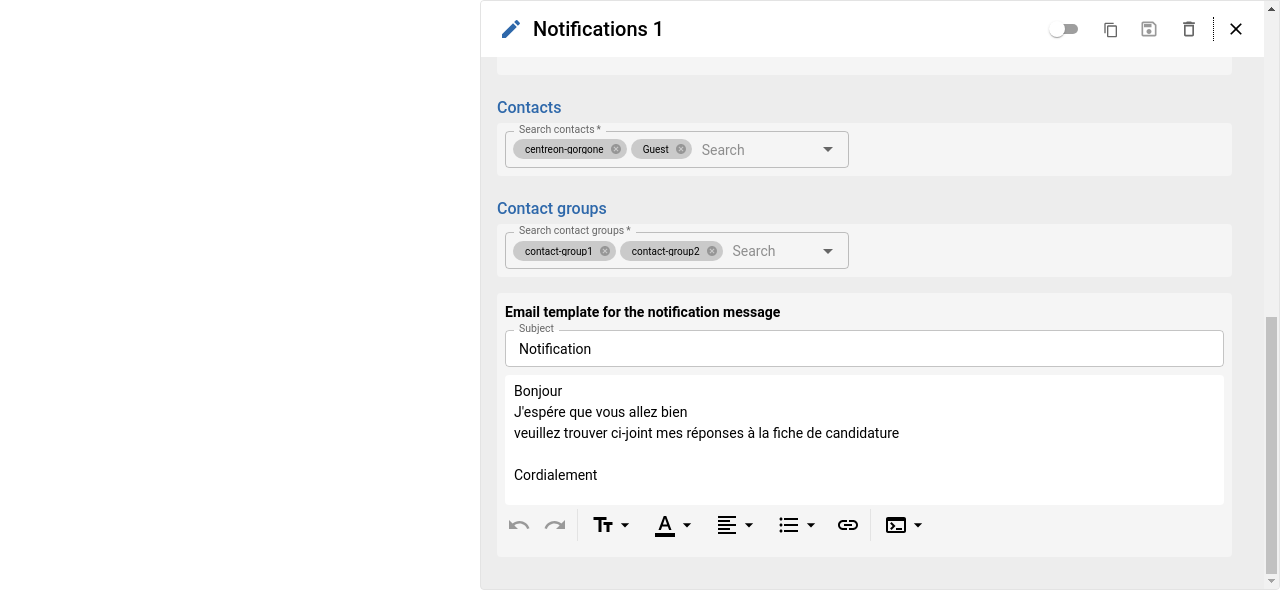 Notifications 1
Contacts
Search contacts *
centreon-gorgone Guest Search
Contact groups
Search contact groups *
contact-group1 contact-group2 Search
Email template for the notification message
Subject
Notification
Bonjour
J'espére que vous allez bien
veuillez trouver ci-joint mes réponses à la fiche de candidature
Cordialement